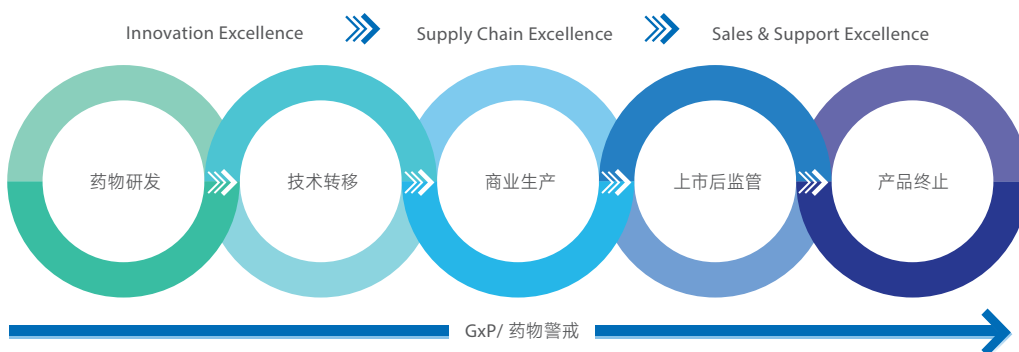 Innovation Excellence
Supply Chain Excellence
Sales & Support Excellence
药物研发
技术转移
商业生产
上市后监管
产品终止
GxP/ 药物警戒